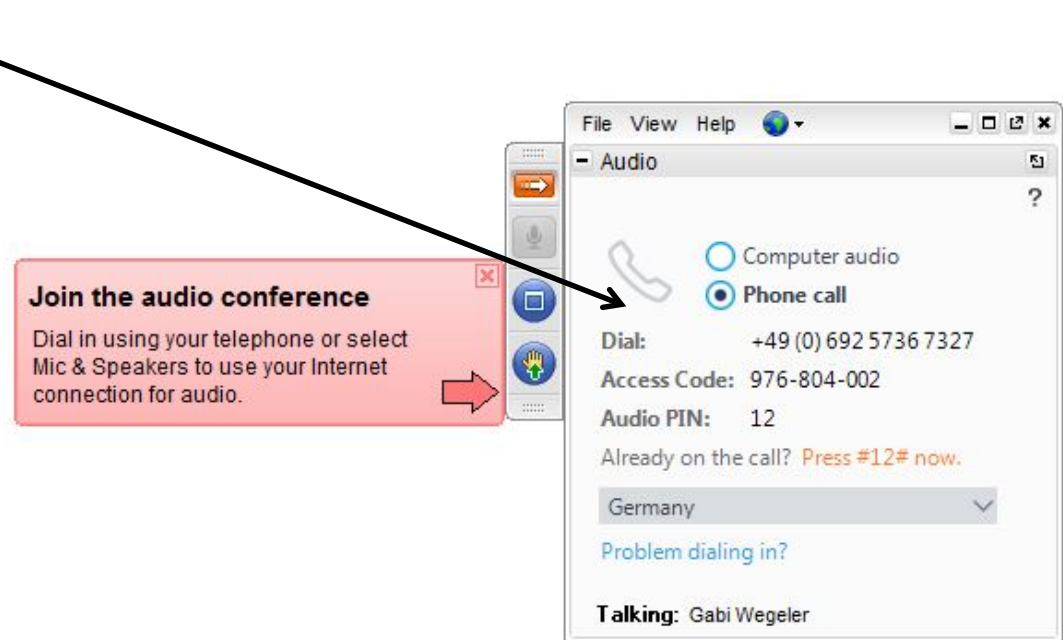 File View Help
Audio
?
Computer audio
Phone call
Join the audio conference
Dial in using your telephone or select
Mic & Speakers to use your Internet
connection for audio.
Dial: +49 (0) 692 5736 7327
Access Code: 976-804-002
Audio PIN: 12
Already on the call? Press #12# now.
Germany
Problem dialing in?
Talking: Gabi Wegeler